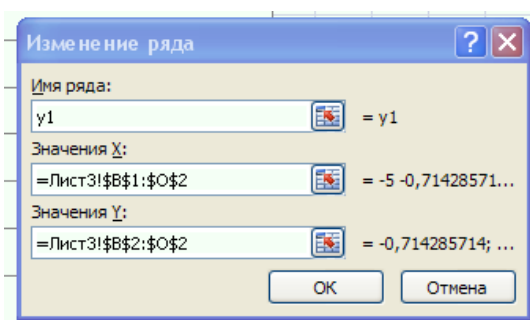 Изменение ряда
Имя ряда:
y1 = y1
Значения X:
=Лист3!$B$1:$O$2 = -5 -0,71428571...
Значения Y:
=Лист3!$B$2:$O$2 = -0,714285714; ...
ОК Отмена